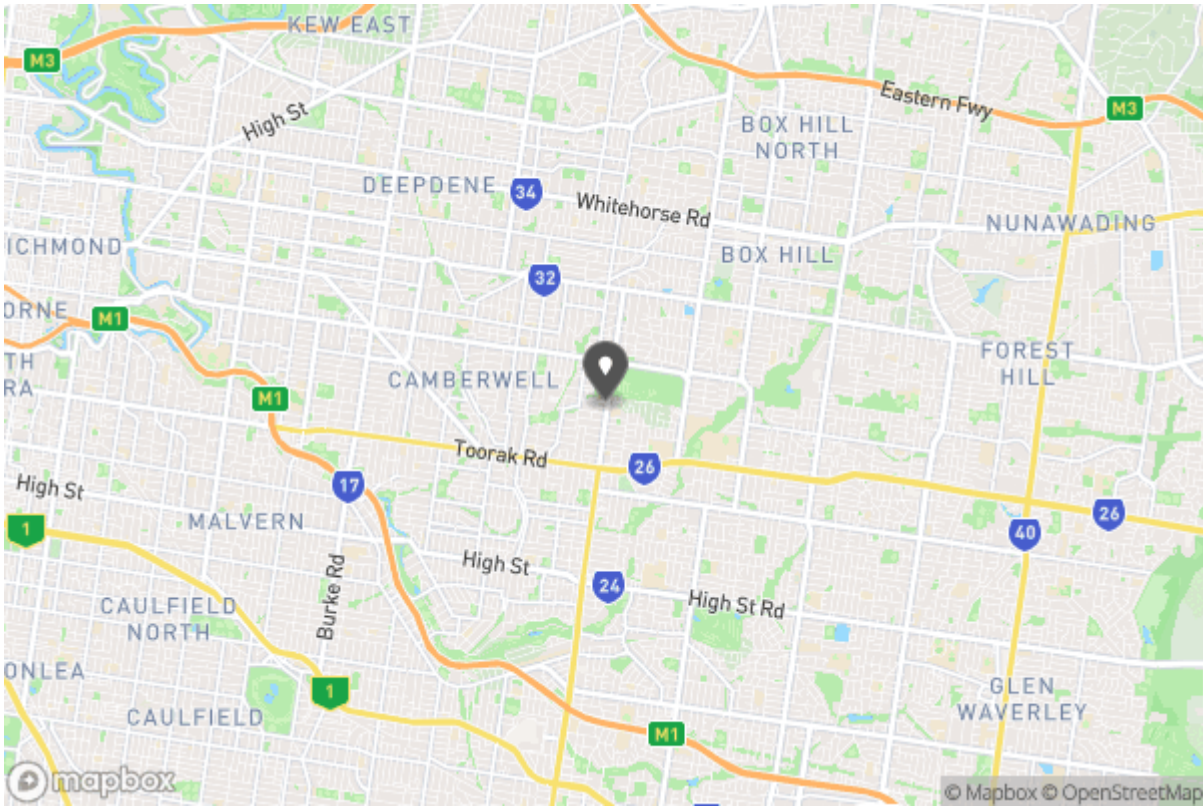 KEW EAST
M3
Eastern Fwy
M3
High St
BOX HILL
NORTH
DEEPDENE
34
Whitehorse Rd
NUNAWADING
ICHMOND
BOX HILL
32
ORNE
M1
FOREST
HILL
TH
RA
CAMBERWELL
M1
Toorak Rd
26
17
High St
26
MALVERN
40
1
High St
24
Burke Rd
High St Rd
CAULFIELD
NORTH
ONLEA
1
GLEN
WAVERLEY
CAULFIELD
M1
mapbox
© Mapbox © OpenStreetMap